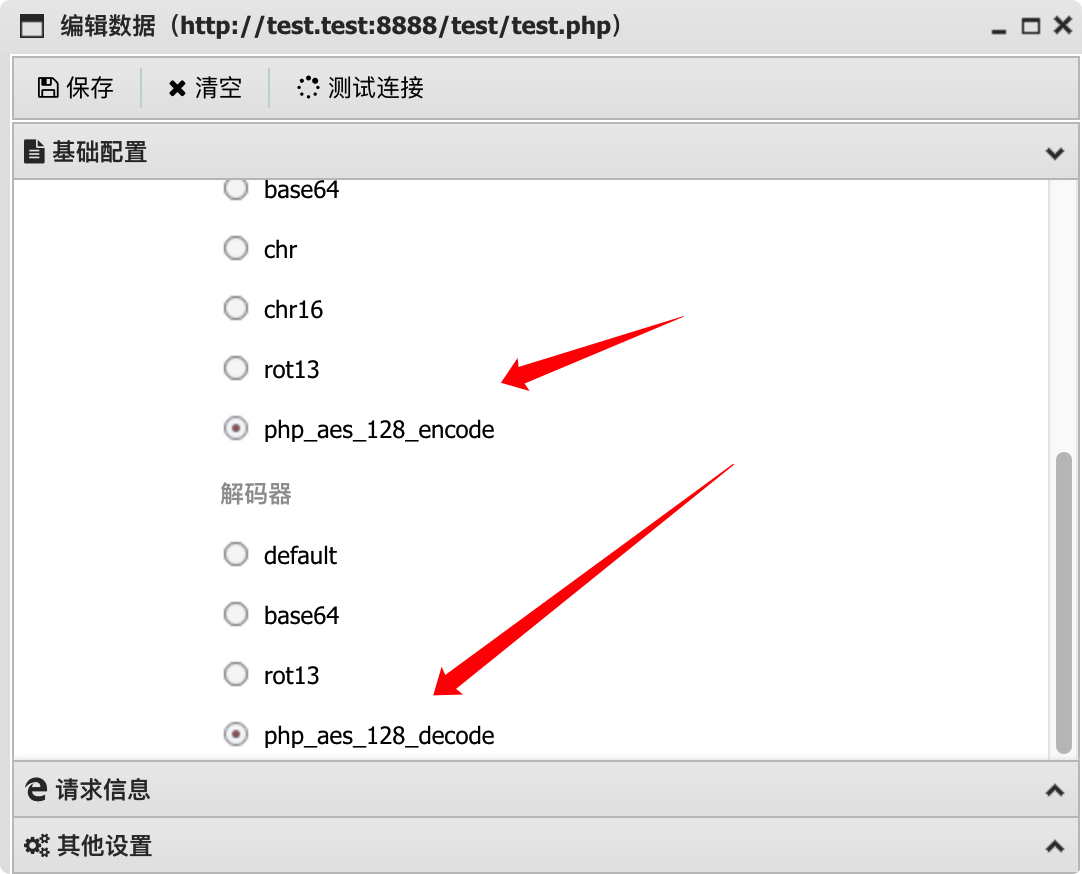 编辑数据（http://test.test:8888/test/test.php）
保存 清空 测试连接
基础配置
base64
chr
chr16
rot13
php_aes_128_encode
解码器
default
base64
rot13
php_aes_128_decode
请求信息
其他设置